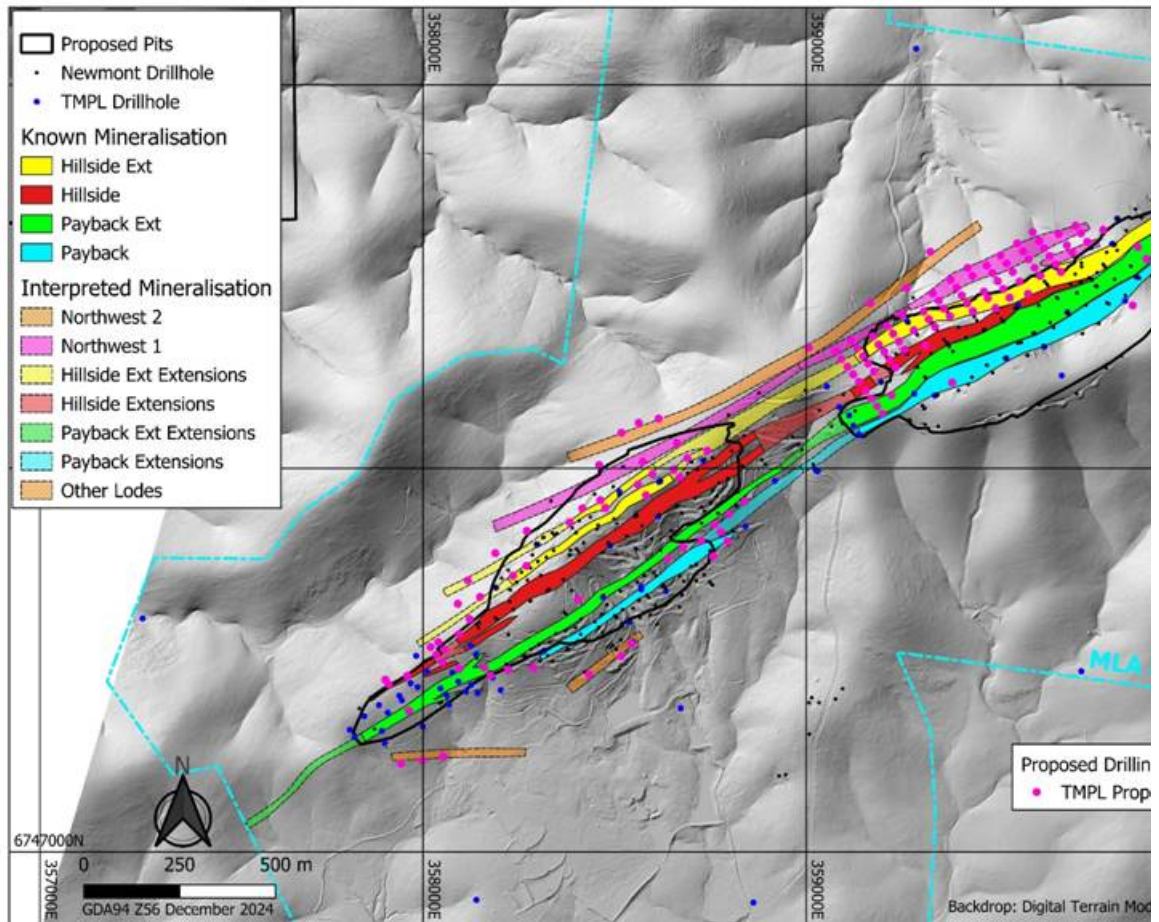 Proposed Pits
Newmont Drillhole
TMPL Drillhole
Known Mineralisation
Hillside Ext
Hillside
Payback Ext
Payback
Interpreted Mineralisation
Northwest 2
Northwest 1
Hillside Ext Extensions
Hillside Extensions
Payback Ext Extensions
Payback Extensions
Other Lodes
358000E
359000E
MLA
Proposed Drillin
TMPL Propo
N
6747000N
0 250 500 m
GDA94 Z56 December 2024
357000E
358000E
359000E
Backdrop: Digital Terrain Mod